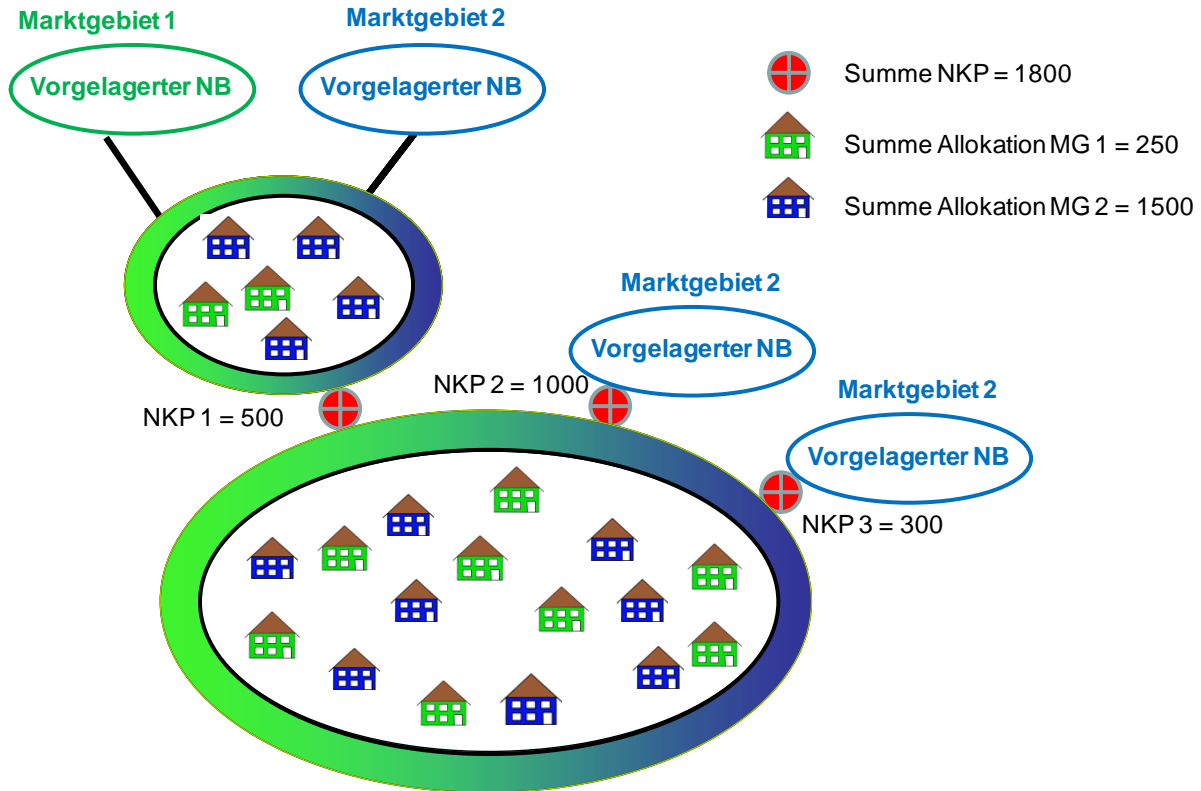 Marktgebiet 1
Marktgebiet 2
Vorgelagerter NB
Vorgelagerter NB
Summe NKP = 1800
Summe Allokation MG 1 = 250
Summe Allokation MG 2 = 1500
Marktgebiet 2
Vorgelagerter NB
NKP 2 = 1000
Marktgebiet 2
NKP 1 = 500
Vorgelagerter NB
NKP 3 = 300